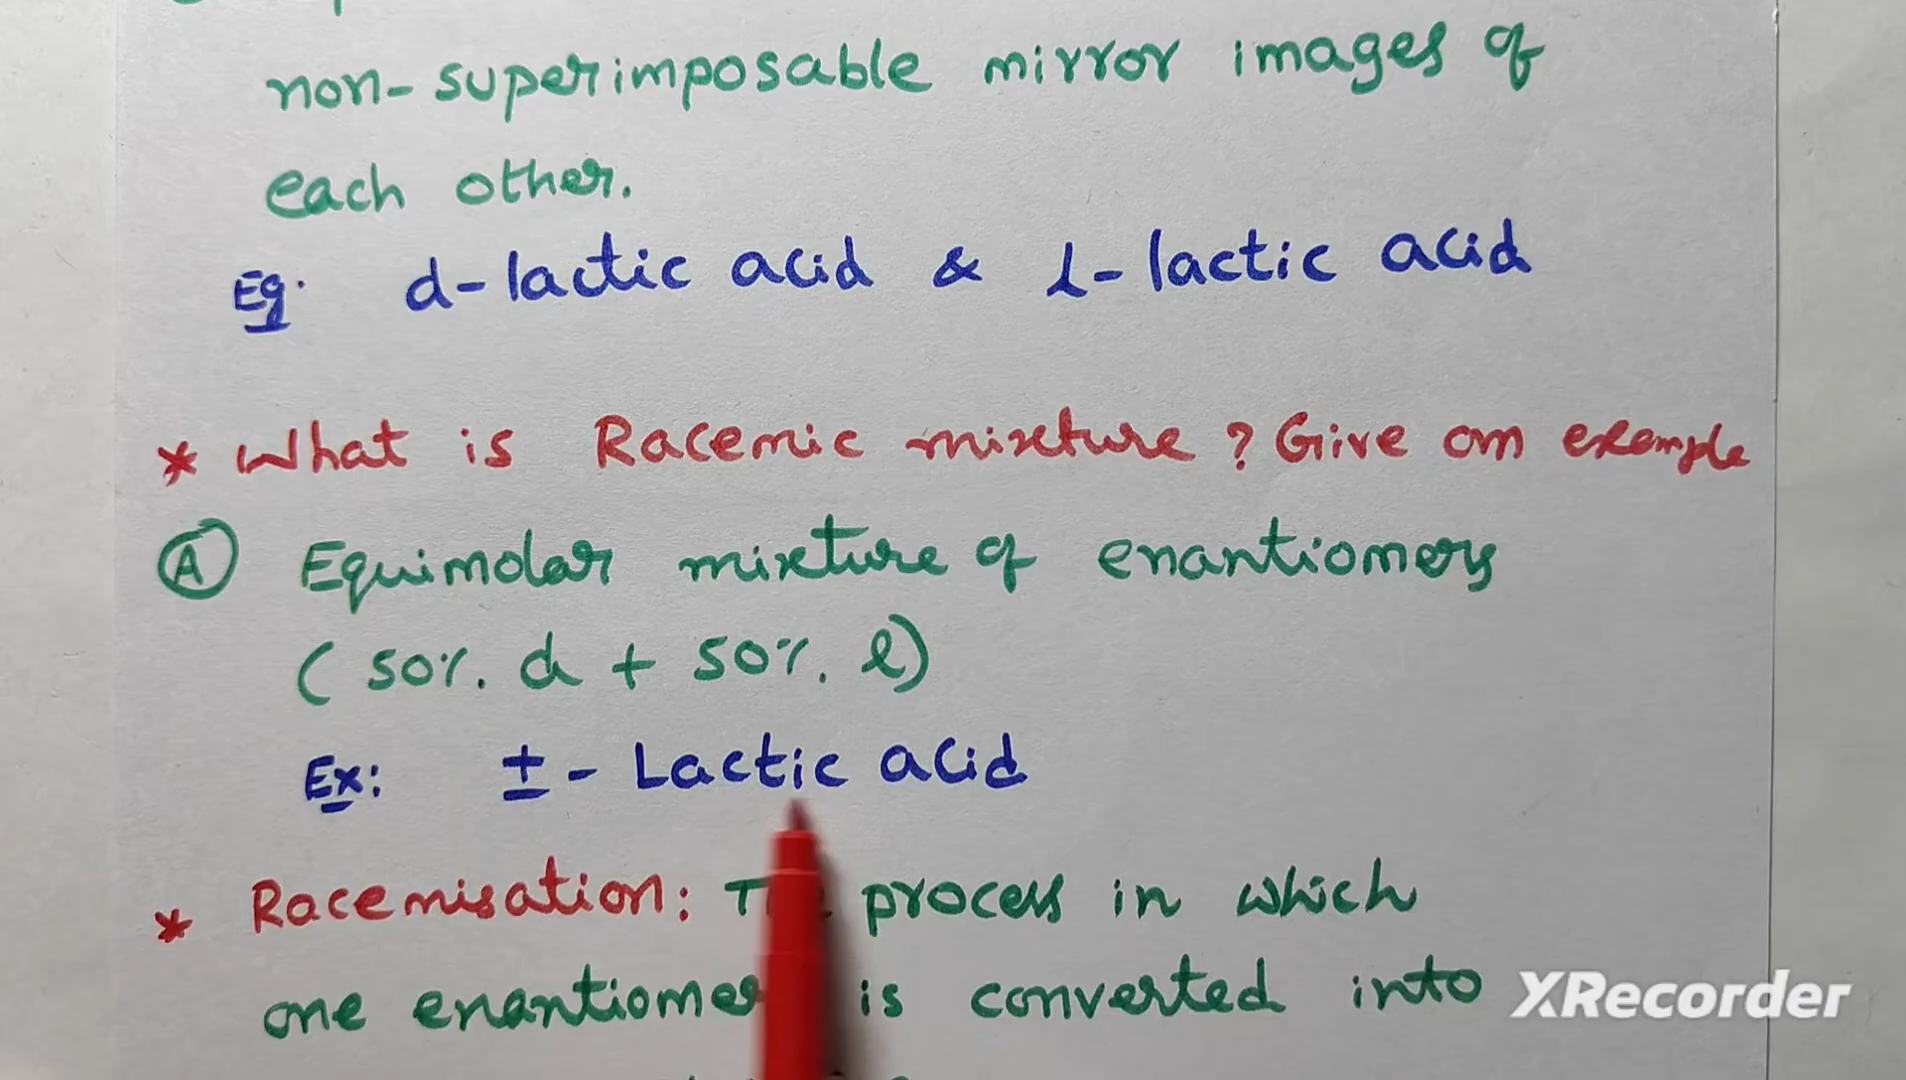 non-superimposable mirror images of
each other.
Eg. d-lactic acid & l-lactic acid
* What is Racemic mixture? Give an example
(A) Equimolar mixture of enantiomers
(50%. d + 50%. l)
Ex: ± - Lactic acid
* Racemisation: process in which
one enantiomer is converted into
XRecorder